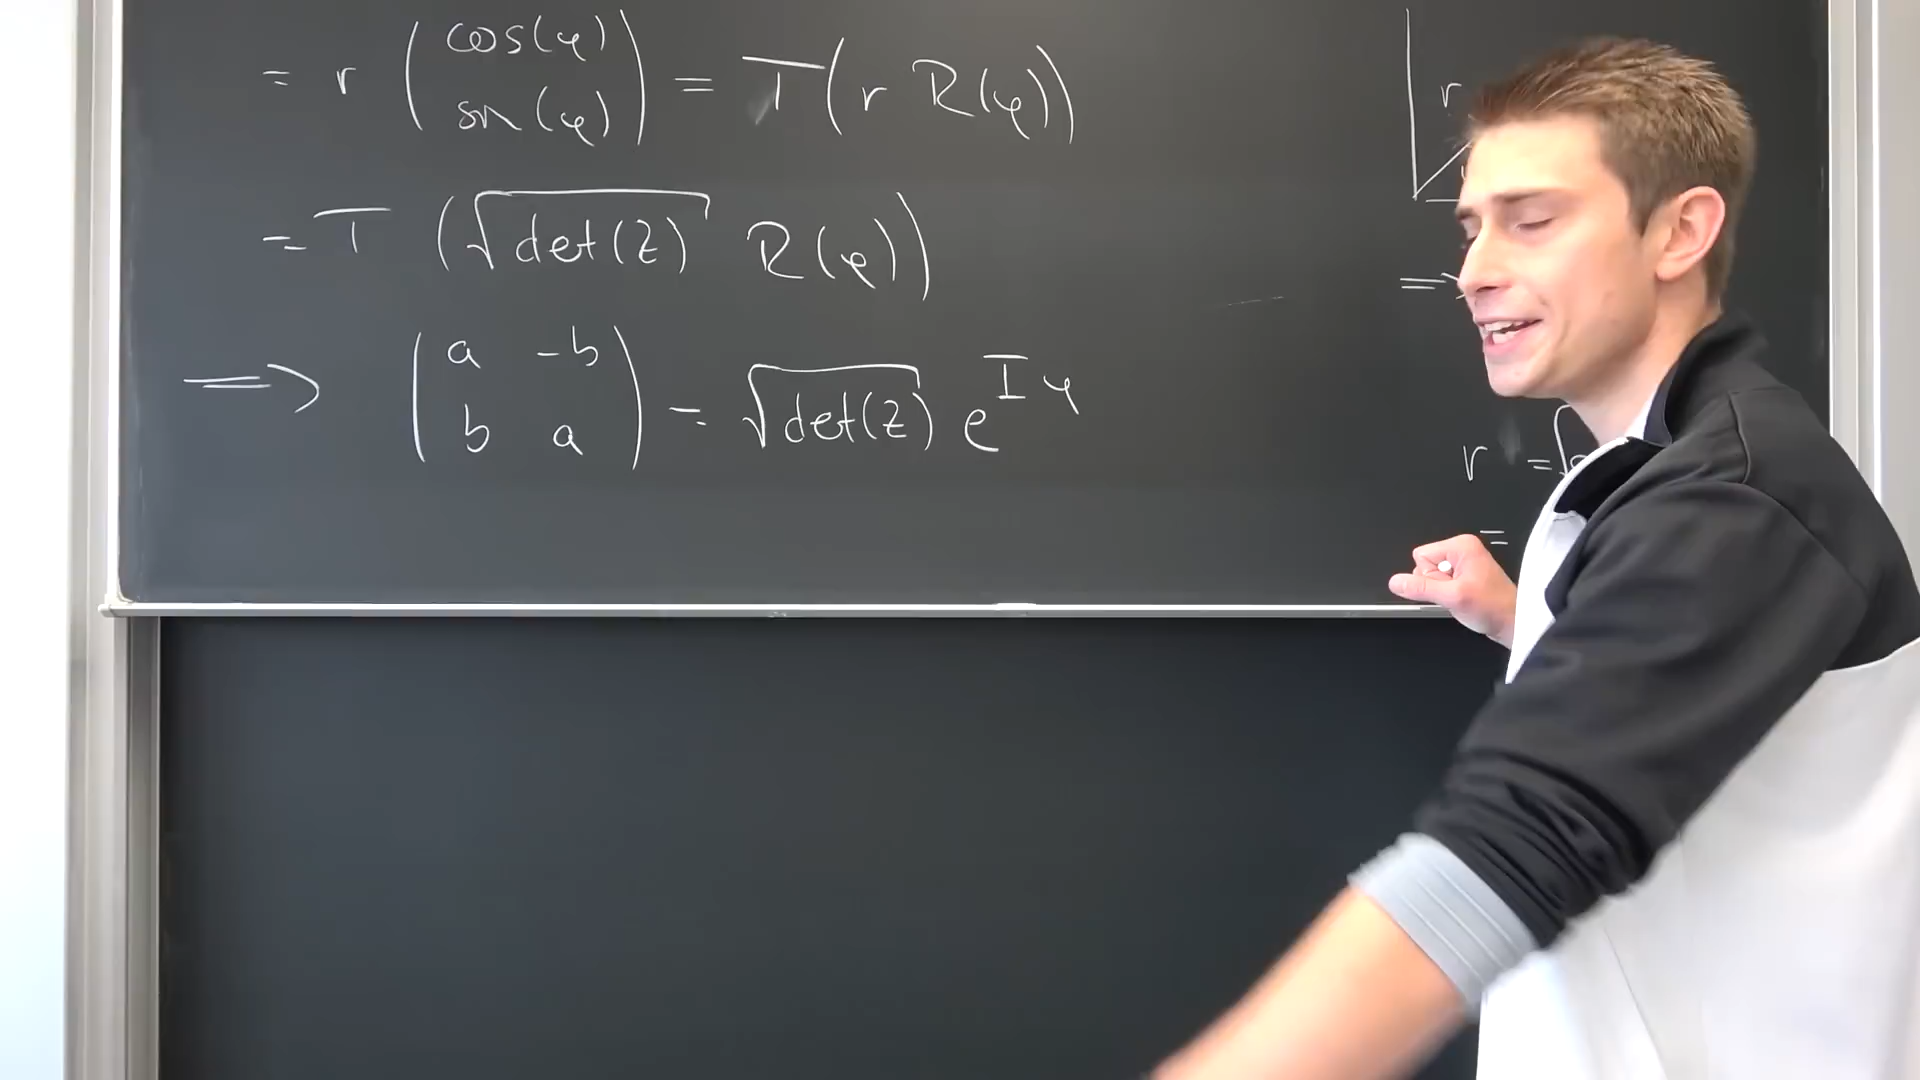 = r ( cos(φ) sin(φ) ) = T(r R(φ))
= T (√det(z) R(φ))
⟹ ( a -b b a ) = √det(z) e^{Iφ}
r
⟹
r = √
=